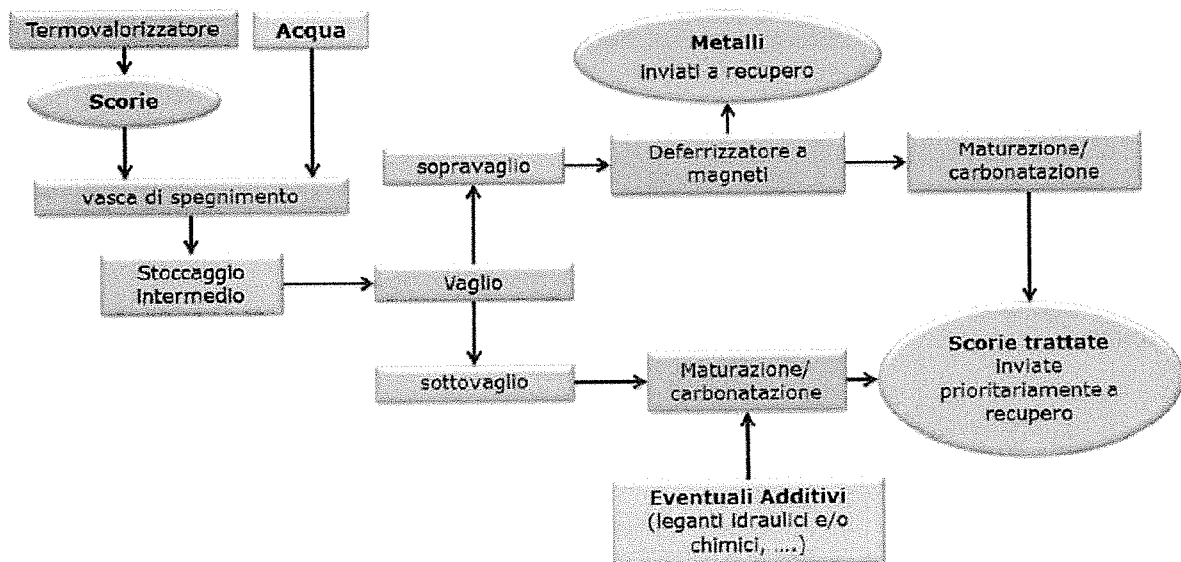 Termovalorizzatore
Acqua
Scorie
vasca di spegnimento
Stoccaggio
intermedio
Vaglio
sopravaglio
sottovaglio
Metalli
inviati a recupero
Deferrizzatore a
magneti
Maturazione/
carbonatazione
Maturazione/
carbonatazione
Scorie trattate
inviate
prioritariamente a
recupero
Eventuali Additivi
(leganti idraulici e/o
chimici, ....)